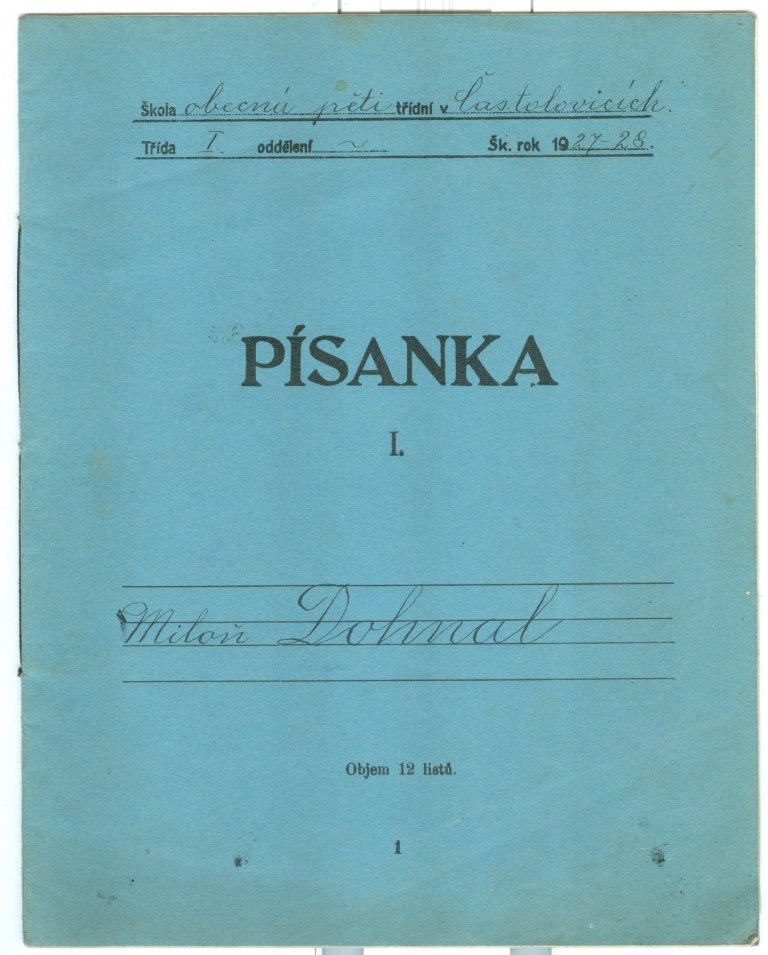 Škola obecná pěti třídní v Častolovicích.
Třída I. oddělení ~ Šk. rok 1927-28.
PÍSANKA
I.
Miloň Dohnal
Objem 12 listů.
1